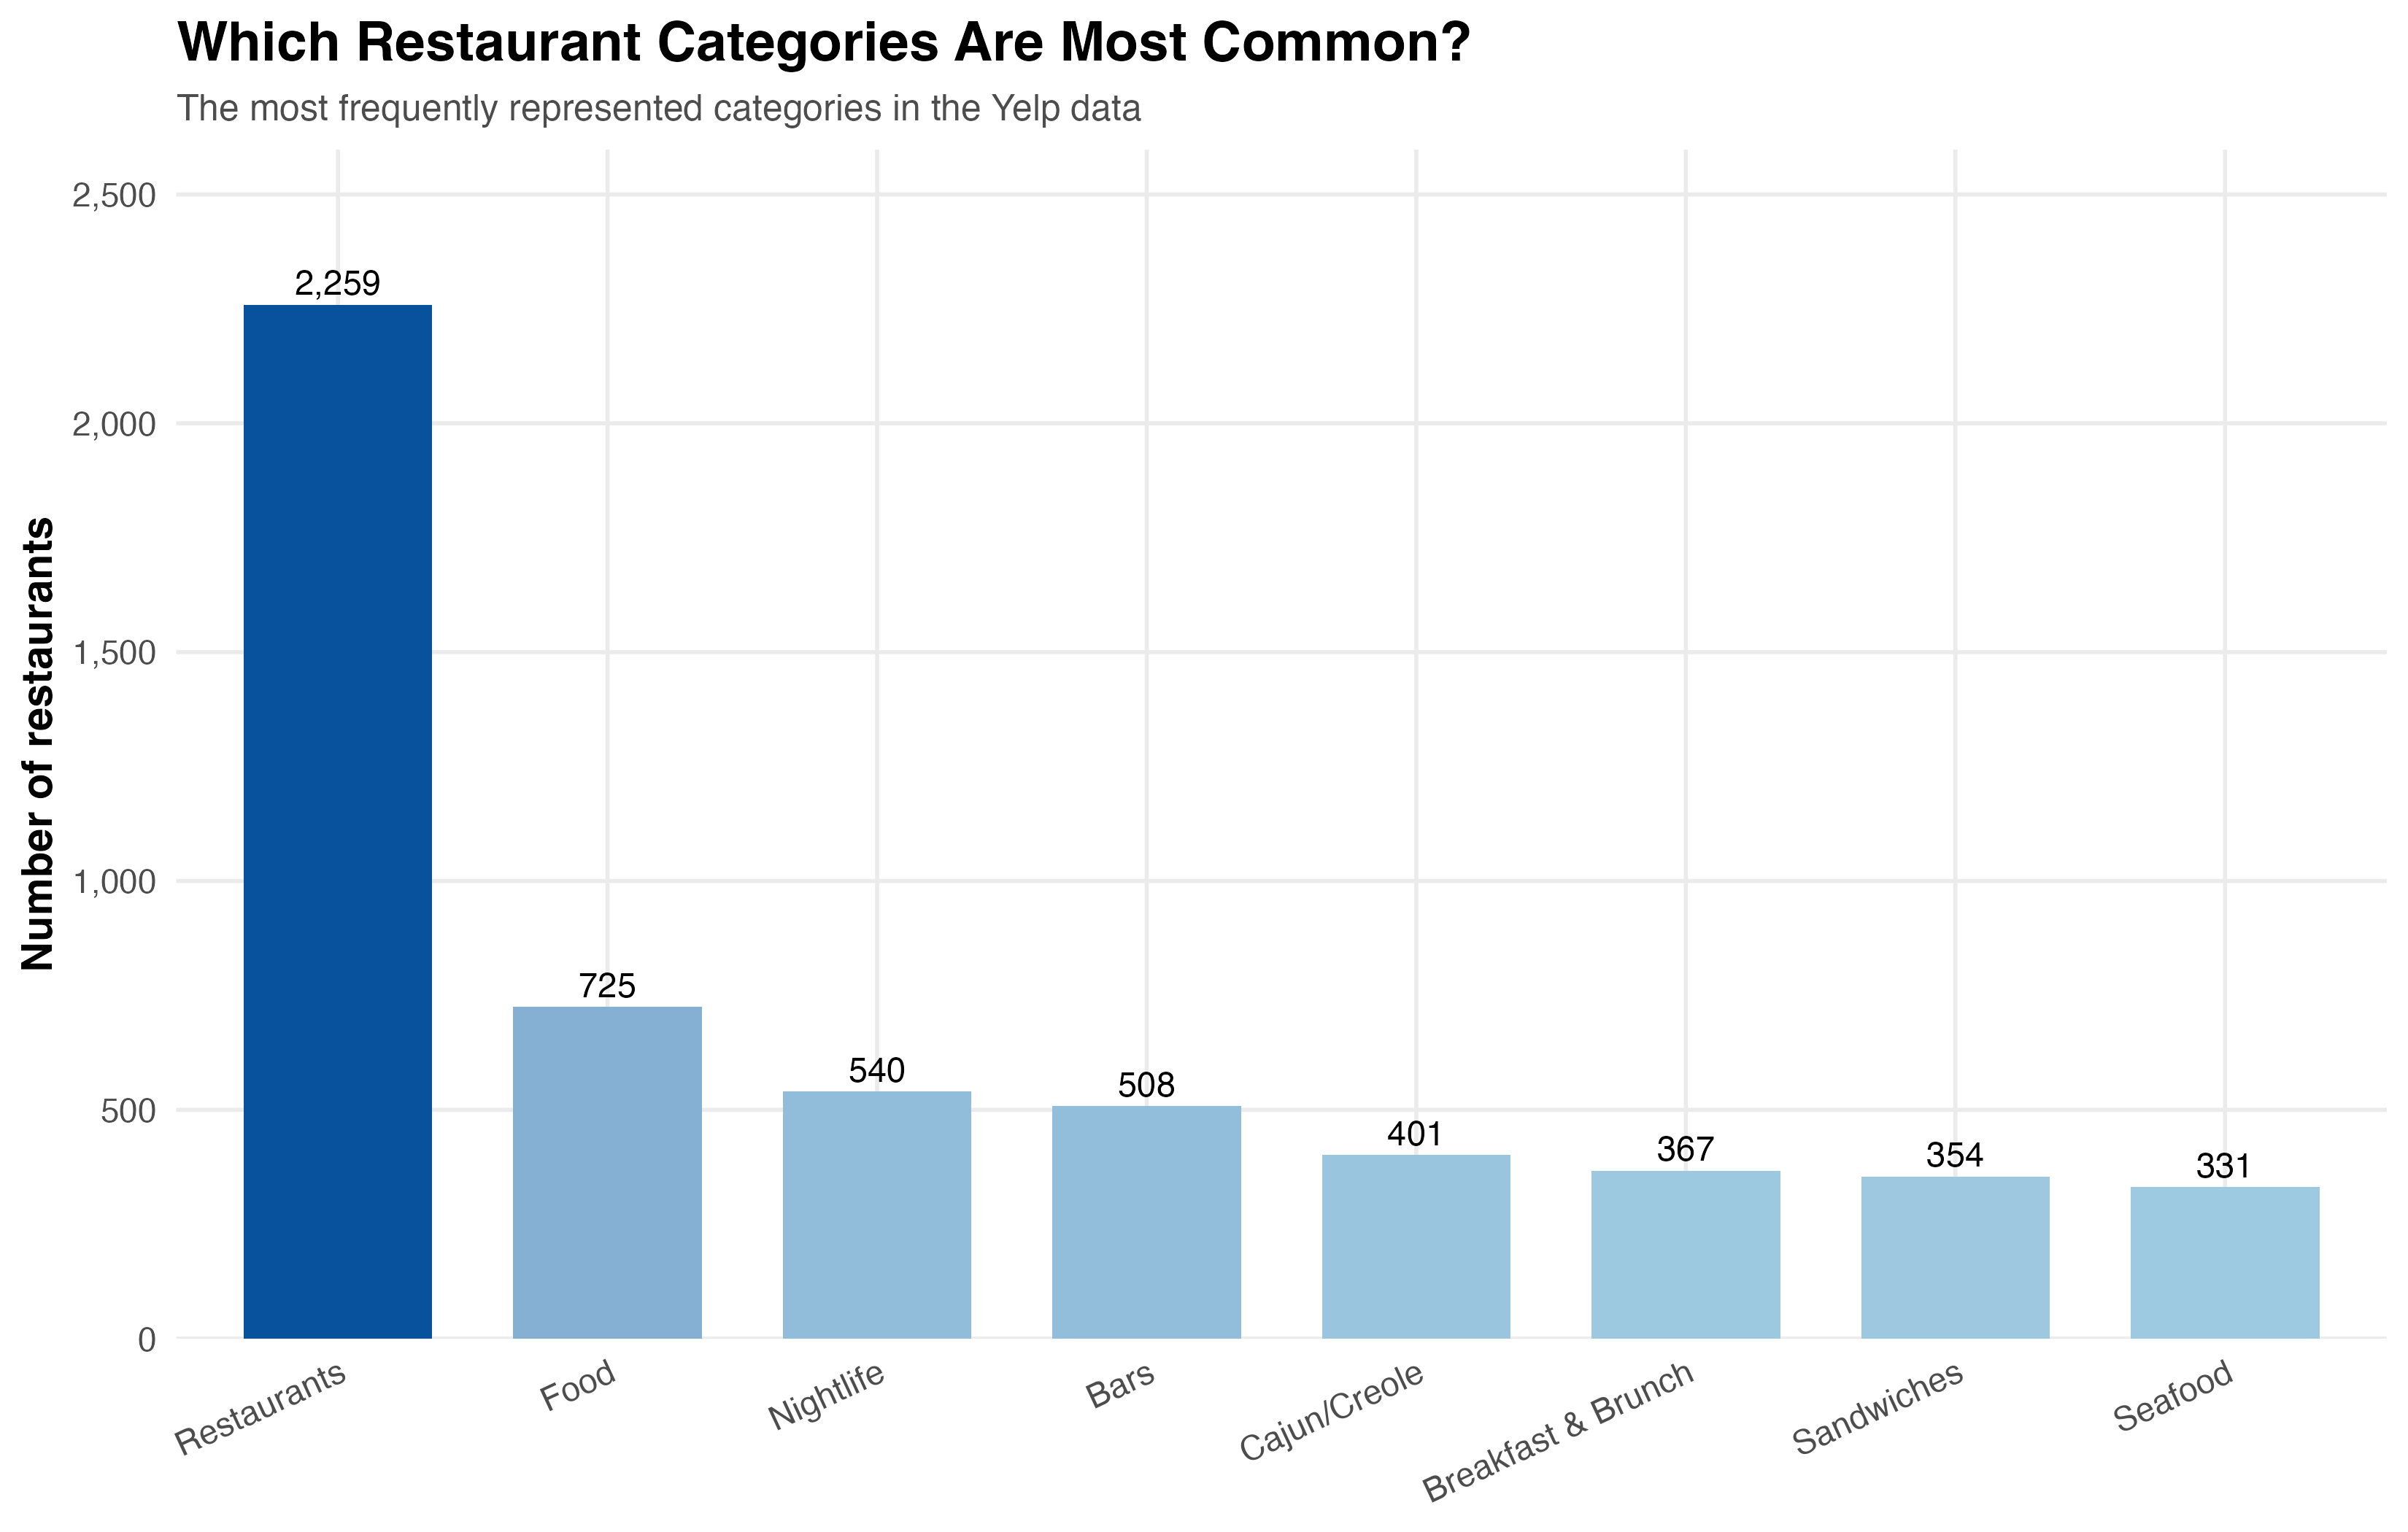 Which Restaurant Categories Are Most Common?
The most frequently represented categories in the Yelp data
Number of restaurants
2,500
2,000
1,500
1,000
500
0
2,259
725
540
508
401
367
354
331
Restaurants
Food
Nightlife
Bars
Cajun/Creole
Breakfast & Brunch
Sandwiches
Seafood